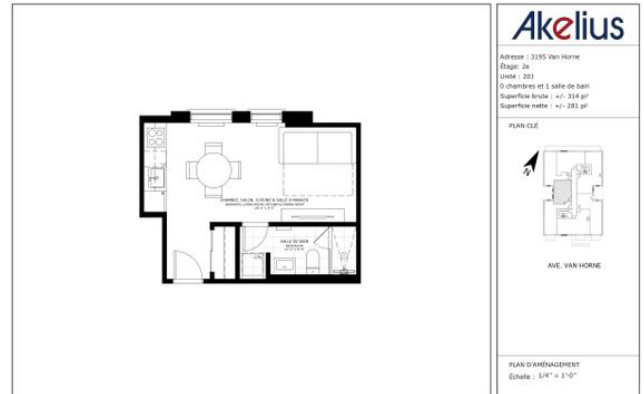 Akelius
Adresse : 3195 Van Horne
Étage: 2e
Unité : 201
0 chambres et 1 salle de bain
Superficie brute : +/- 314 pi²
Superficie nette : +/- 281 pi²
PLAN CLÉ
N
AVE. VAN HORNE
CHAMBRE, SALON, CUISINE & SALLE À MANGER
SALLE DE BAIN
PLAN D'AMÉNAGEMENT
Échelle : 1/4" = 1'-0"